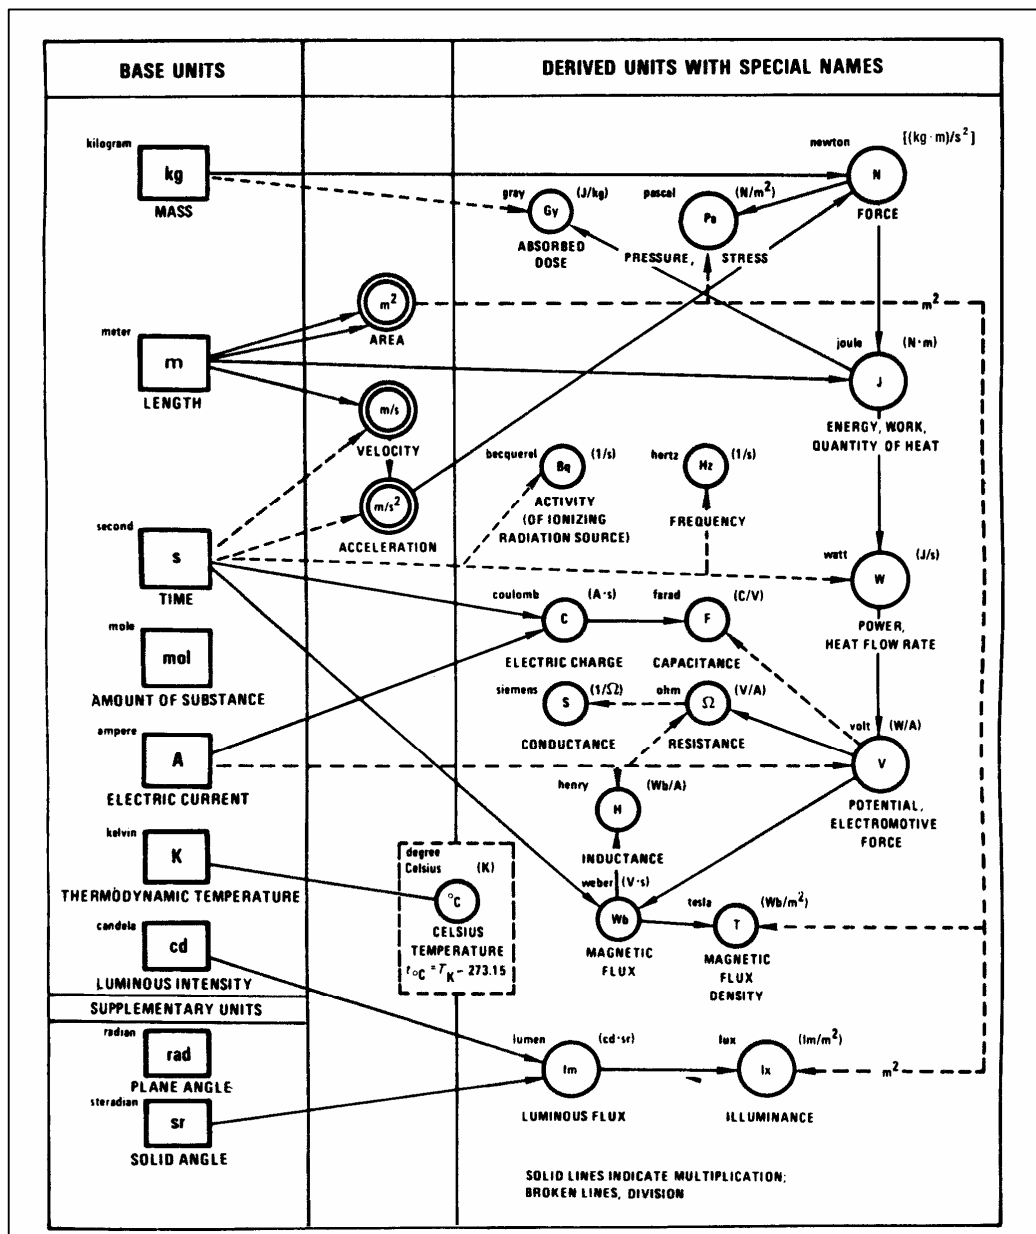 BASE UNITS
DERIVED UNITS WITH SPECIAL NAMES
kilogram
kg
MASS
newton
[(kg·m)/s²]
N
FORCE
gray
(J/kg)
Gy
ABSORBED
DOSE
pascal
(N/m²)
Pa
PRESSURE, STRESS
m²
AREA
m²
meter
m
LENGTH
joule
(N·m)
J
ENERGY, WORK,
QUANTITY OF HEAT
m/s
VELOCITY
becquerel
(1/s)
Bq
ACTIVITY
(OF IONIZING
RADIATION SOURCE)
hertz
(1/s)
Hz
FREQUENCY
m/s²
ACCELERATION
second
s
TIME
watt
(J/s)
W
POWER,
HEAT FLOW RATE
coulomb
(A·s)
C
ELECTRIC CHARGE
farad
(C/V)
F
CAPACITANCE
mole
mol
AMOUNT OF SUBSTANCE
siemens
(1/Ω)
S
CONDUCTANCE
ohm
(V/A)
Ω
RESISTANCE
ampere
A
ELECTRIC CURRENT
volt
(W/A)
V
POTENTIAL,
ELECTROMOTIVE
FORCE
henry
(Wb/A)
H
INDUCTANCE
kelvin
K
THERMODYNAMIC TEMPERATURE
degree
Celsius
(K)
°C
CELSIUS
TEMPERATURE
t°C = TK − 273.15
weber
(V·s)
Wb
MAGNETIC
FLUX
tesla
(Wb/m²)
T
MAGNETIC
FLUX
DENSITY
candela
cd
LUMINOUS INTENSITY
SUPPLEMENTARY UNITS
radian
rad
PLANE ANGLE
lumen
(cd·sr)
lm
LUMINOUS FLUX
lux
(lm/m²)
lx
ILLUMINANCE
m²
steradian
sr
SOLID ANGLE
SOLID LINES INDICATE MULTIPLICATION;
BROKEN LINES, DIVISION